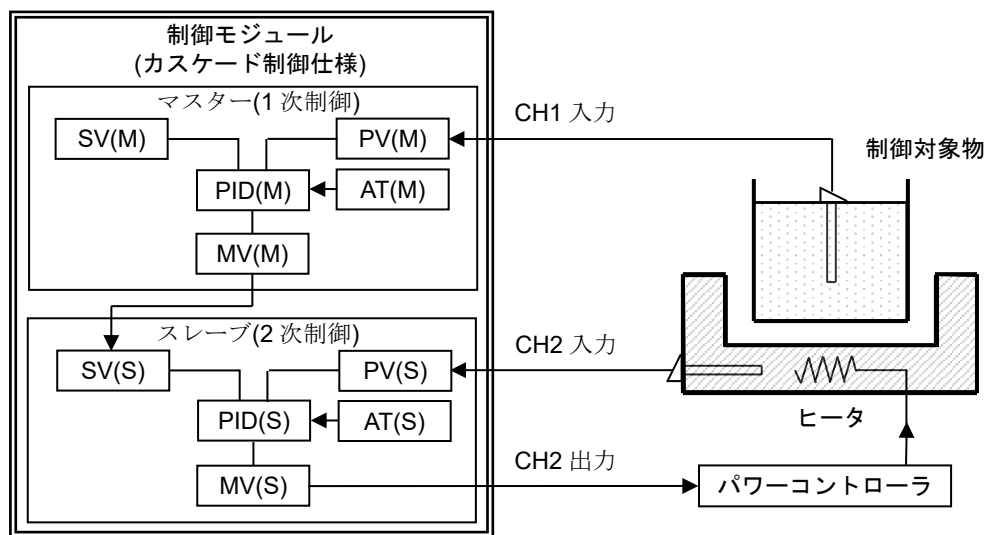 制御モジュール
(カスケード制御仕様)
マスター(1 次制御)
SV(M)
PV(M)
PID(M)
AT(M)
MV(M)
CH1 入力
制御対象物
スレーブ(2 次制御)
SV(S)
PV(S)
PID(S)
AT(S)
MV(S)
CH2 入力
ヒータ
CH2 出力
パワーコントローラ